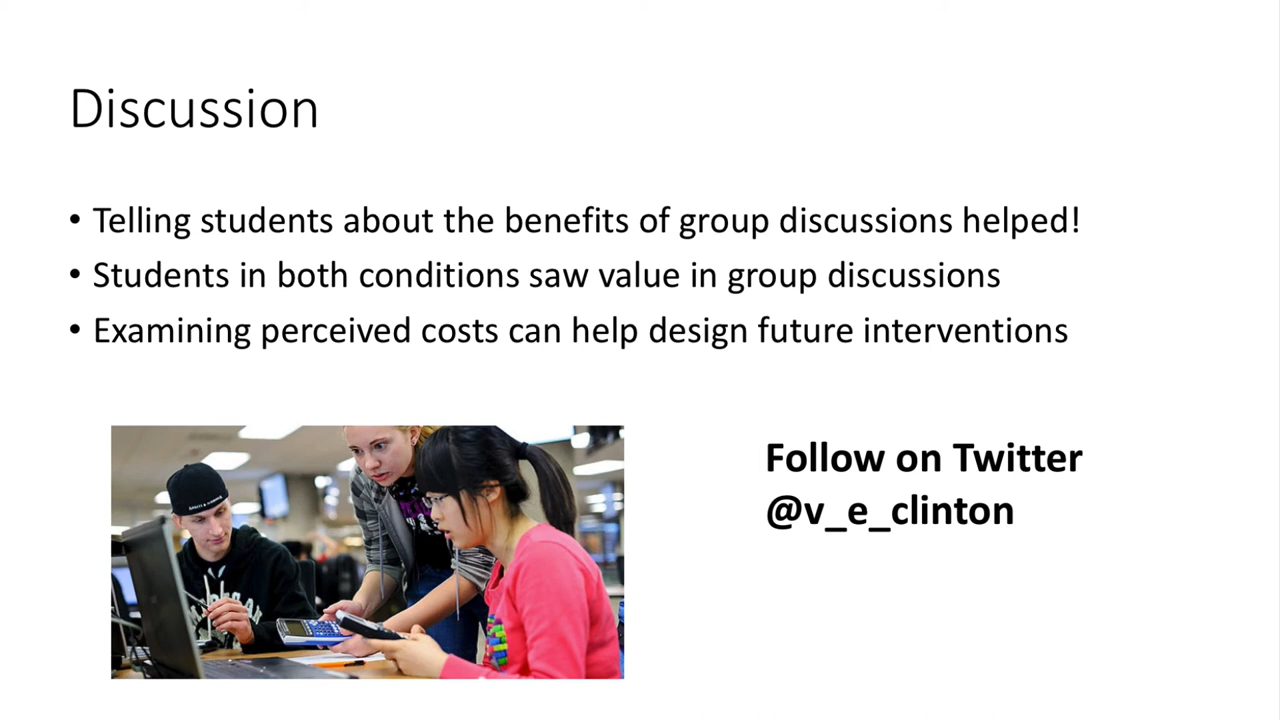 Discussion
• Telling students about the benefits of group discussions helped!
• Students in both conditions saw value in group discussions
• Examining perceived costs can help design future interventions
Follow on Twitter
@v_e_clinton